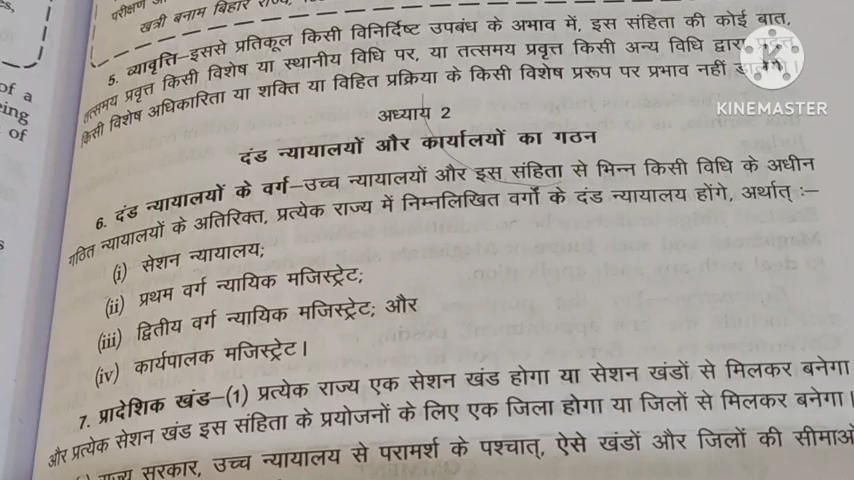 परीक्षण
खत्री बनाम बिहार राज्य,
5. व्यावृत्ति–इससे प्रतिकूल किसी विनिर्दिष्ट उपबंध के अभाव में, इस संहिता की कोई बात,
तत्समय प्रवृत्त किसी विशेष या स्थानीय विधि पर, या तत्समय प्रवृत्त किसी अन्य विधि द्वारा
किसी विशेष अधिकारिता या शक्ति या विहित प्रक्रिया के किसी विशेष प्ररूप पर प्रभाव नहीं
KINEMASTER
अध्याय 2
दंड न्यायालयों और कार्यालयों का गठन
6. दंड न्यायालयों के वर्ग–उच्च न्यायालयों और इस संहिता से भिन्न किसी विधि के अधीन
गठित न्यायालयों के अतिरिक्त, प्रत्येक राज्य में निम्नलिखित वर्गों के दंड न्यायालय होंगे, अर्थात् :–
(i) सेशन न्यायालय;
(ii) प्रथम वर्ग न्यायिक मजिस्ट्रेट;
(iii) द्वितीय वर्ग न्यायिक मजिस्ट्रेट; और
(iv) कार्यपालक मजिस्ट्रेट।
7. प्रादेशिक खंड–(1) प्रत्येक राज्य एक सेशन खंड होगा या सेशन खंडों से मिलकर बनेगा
और प्रत्येक सेशन खंड इस संहिता के प्रयोजनों के लिए एक जिला होगा या जिलों से मिलकर बनेगा।
राज्य सरकार, उच्च न्यायालय से परामर्श के पश्चात्, ऐसे खंडों और जिलों की
of a
of